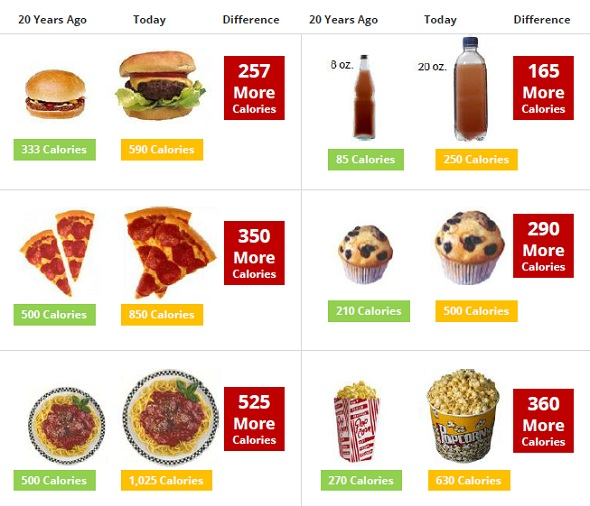 20 Years Ago Today Difference 20 Years Ago Today Difference
257
More
Calories
333 Calories 590 Calories
8 oz. 20 oz.
165
More
Calories
85 Calories 250 Calories
350
More
Calories
500 Calories 850 Calories
290
More
Calories
210 Calories 500 Calories
525
More
Calories
500 Calories 1,025 Calories
POPCORN
360
More
Calories
270 Calories 630 Calories